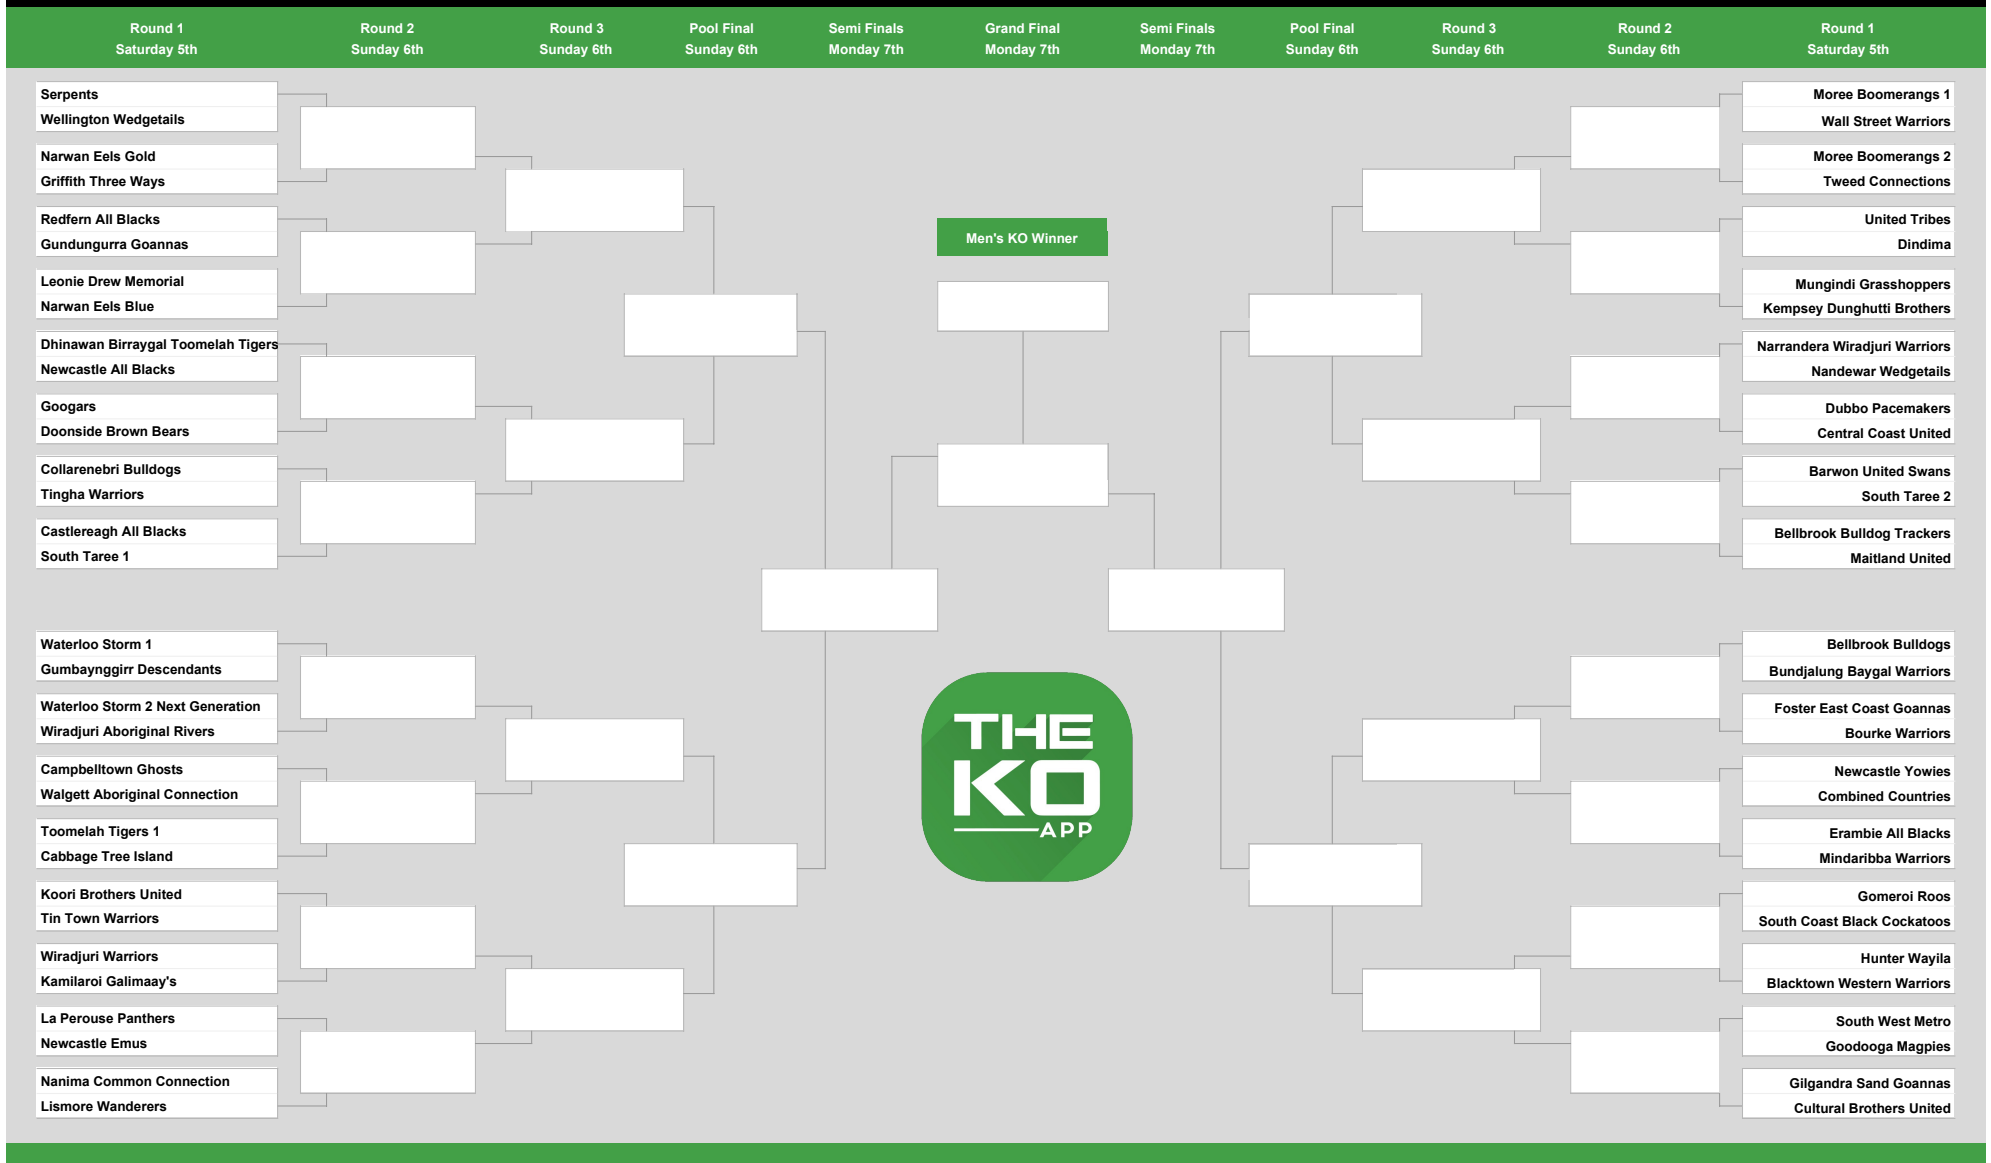 Round 1
Saturday 5th
Round 2
Sunday 6th
Round 3
Sunday 6th
Pool Final
Sunday 6th
Semi Finals
Monday 7th
Grand Final
Monday 7th
Semi Finals
Monday 7th
Pool Final
Sunday 6th
Round 3
Sunday 6th
Round 2
Sunday 6th
Round 1
Saturday 5th
Serpents
Wellington Wedgetails
Narwan Eels Gold
Griffith Three Ways
Redfern All Blacks
Gundungurra Goannas
Leonie Drew Memorial
Narwan Eels Blue
Dhinawan Birraygal Toomelah Tigers
Newcastle All Blacks
Googars
Doonside Brown Bears
Collarenebri Bulldogs
Tingha Warriors
Castlereagh All Blacks
South Taree 1
Waterloo Storm 1
Gumbaynggirr Descendants
Waterloo Storm 2 Next Generation
Wiradjuri Aboriginal Rivers
Campbelltown Ghosts
Walgett Aboriginal Connection
Toomelah Tigers 1
Cabbage Tree Island
Koori Brothers United
Tin Town Warriors
Wiradjuri Warriors
Kamilaroi Galimaay's
La Perouse Panthers
Newcastle Emus
Nanima Common Connection
Lismore Wanderers
Men's KO Winner
THE
KO
APP
Moree Boomerangs 1
Wall Street Warriors
Moree Boomerangs 2
Tweed Connections
United Tribes
Dindima
Mungindi Grasshoppers
Kempsey Dunghutti Brothers
Narrandera Wiradjuri Warriors
Nandewar Wedgetails
Dubbo Pacemakers
Central Coast United
Barwon United Swans
South Taree 2
Bellbrook Bulldog Trackers
Maitland United
Bellbrook Bulldogs
Bundjalung Baygal Warriors
Foster East Coast Goannas
Bourke Warriors
Newcastle Yowies
Combined Countries
Erambie All Blacks
Mindaribba Warriors
Gomeroi Roos
South Coast Black Cockatoos
Hunter Wayila
Blacktown Western Warriors
South West Metro
Goodooga Magpies
Gilgandra Sand Goannas
Cultural Brothers United